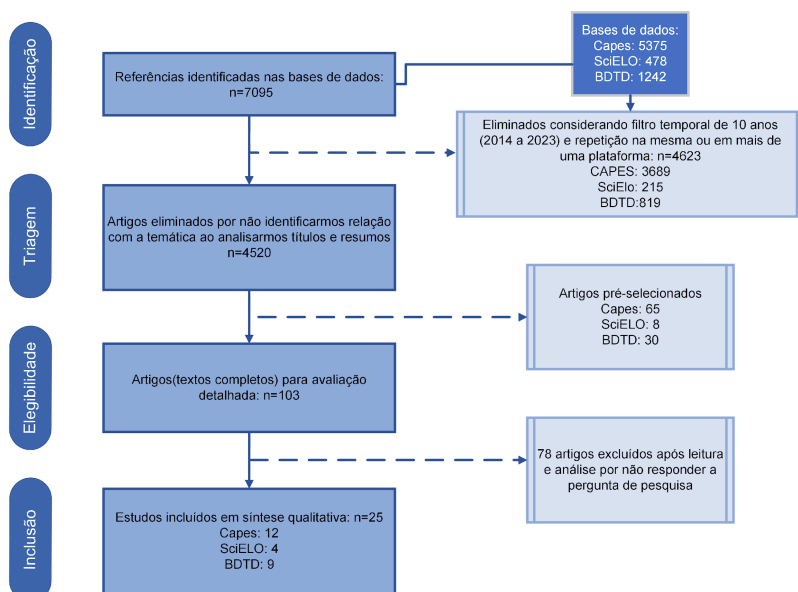 Identificação
Bases de dados:
Capes: 5375
SciELO: 478
BDTD: 1242
Referências identificadas nas bases de dados:
n=7095
Eliminados considerando filtro temporal de 10 anos
(2014 a 2023) e repetição na mesma ou em mais de
uma plataforma: n=4623
CAPES: 3689
SciElo: 215
BDTD:819
Triagem
Artigos eliminados por não identificarmos relação
com a temática ao analisarmos títulos e resumos
n=4520
Artigos pré-selecionados
Capes: 65
SciELO: 8
BDTD: 30
Elegibilidade
Artigos(textos completos) para avaliação
detalhada: n=103
78 artigos excluídos após leitura
e análise por não responder a
pergunta de pesquisa
Inclusão
Estudos incluídos em síntese qualitativa: n=25
Capes: 12
SciELO: 4
BDTD: 9